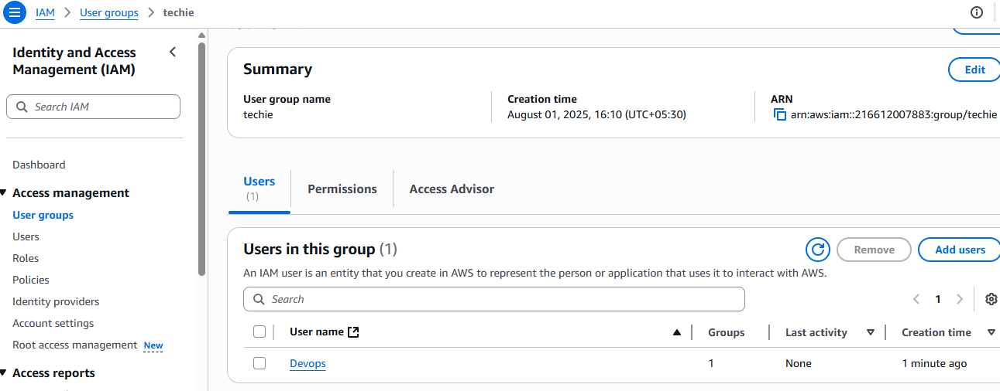 IAM > User groups > techie
Identity and Access
Management (IAM)
Search IAM
Dashboard
Access management
User groups
Users
Roles
Policies
Identity providers
Account settings
Root access management New
Access reports
Summary
Edit
User group name
techie
Creation time
August 01, 2025, 16:10 (UTC+05:30)
ARN
arn:aws:iam::216612007883:group/techie
Users
(1)
Permissions
Access Advisor
Users in this group (1)
Remove
Add users
An IAM user is an entity that you create in AWS to represent the person or application that uses it to interact with AWS.
Search
1
User name Groups Last activity Creation time
Devops 1 None 1 minute ago